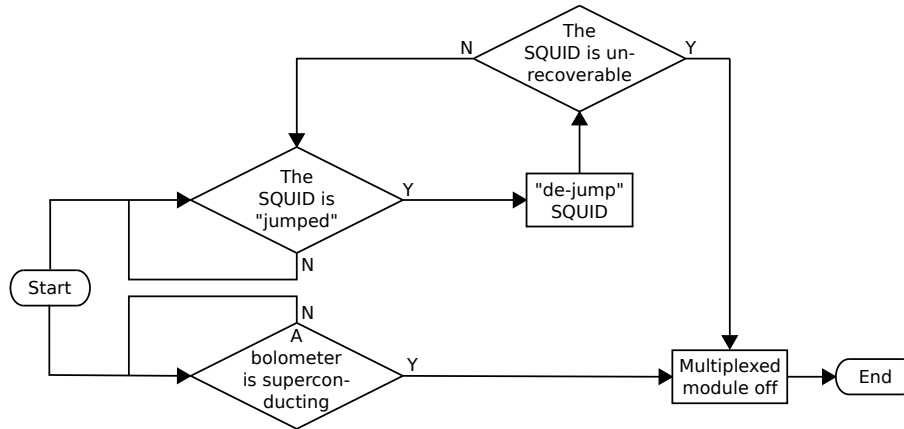 The
SQUID is un-
recoverable
N
Y
The
SQUID is
"jumped"
Y
N
"de-jump"
SQUID
Start
N
A
bolometer
is supercon-
ducting
Y
Multiplexed
module off
End